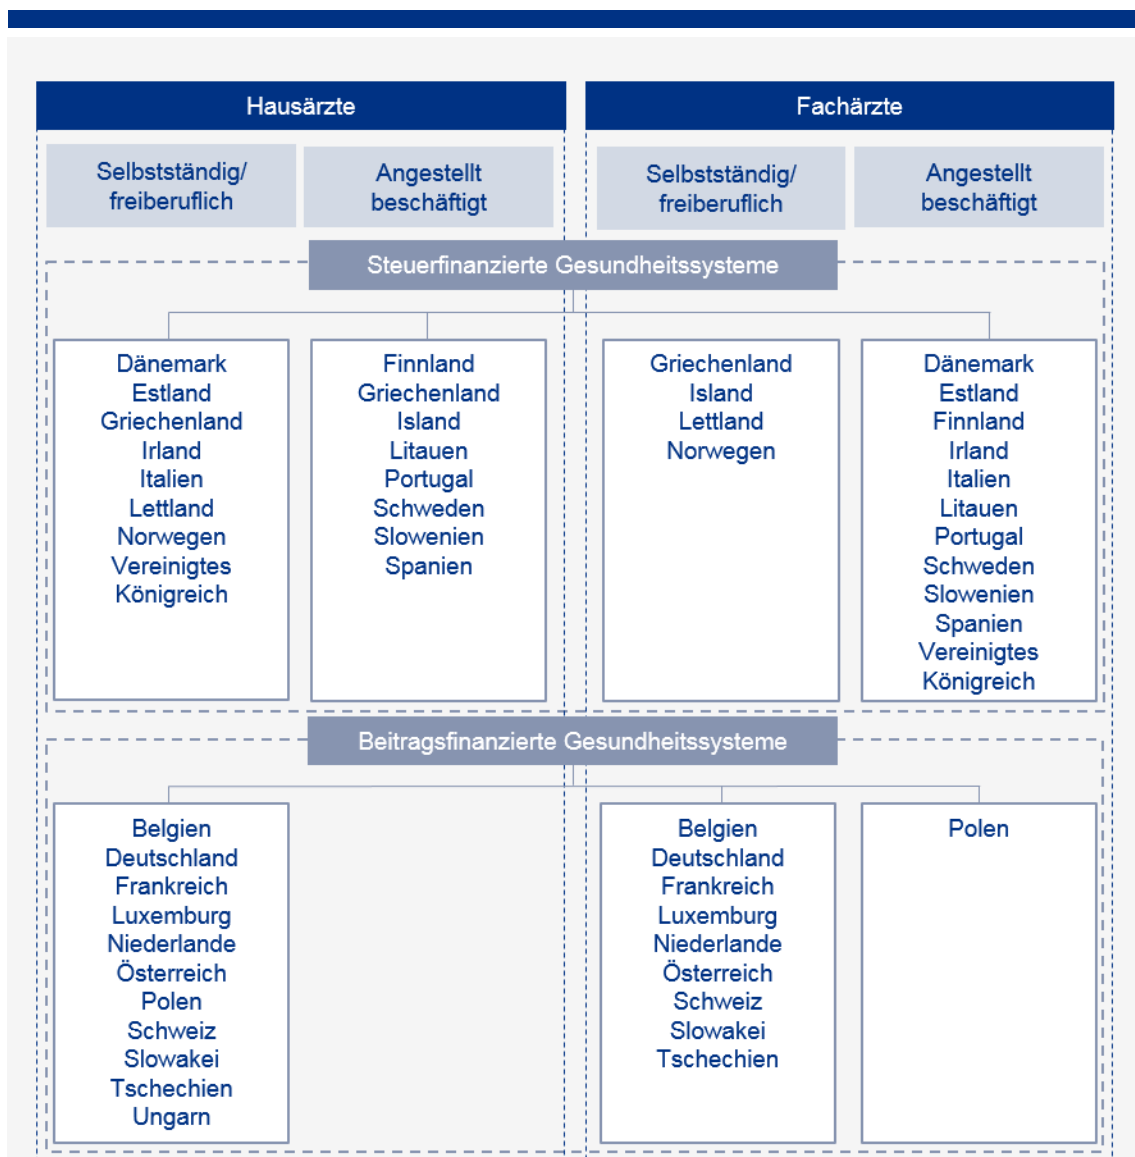 Hausärzte
Fachärzte
Selbstständig/
freiberuflich
Angestellt
beschäftigt
Selbstständig/
freiberuflich
Angestellt
beschäftigt
Steuerfinanzierte Gesundheitssysteme
Dänemark
Estland
Griechenland
Irland
Italien
Lettland
Norwegen
Vereinigtes
Königreich
Finnland
Griechenland
Island
Litauen
Portugal
Schweden
Slowenien
Spanien
Griechenland
Island
Lettland
Norwegen
Dänemark
Estland
Finnland
Irland
Italien
Litauen
Portugal
Schweden
Slowenien
Spanien
Vereinigtes
Königreich
Beitragsfinanzierte Gesundheitssysteme
Belgien
Deutschland
Frankreich
Luxemburg
Niederlande
Österreich
Polen
Schweiz
Slowakei
Tschechien
Ungarn
Belgien
Deutschland
Frankreich
Luxemburg
Niederlande
Österreich
Schweiz
Slowakei
Tschechien
Polen